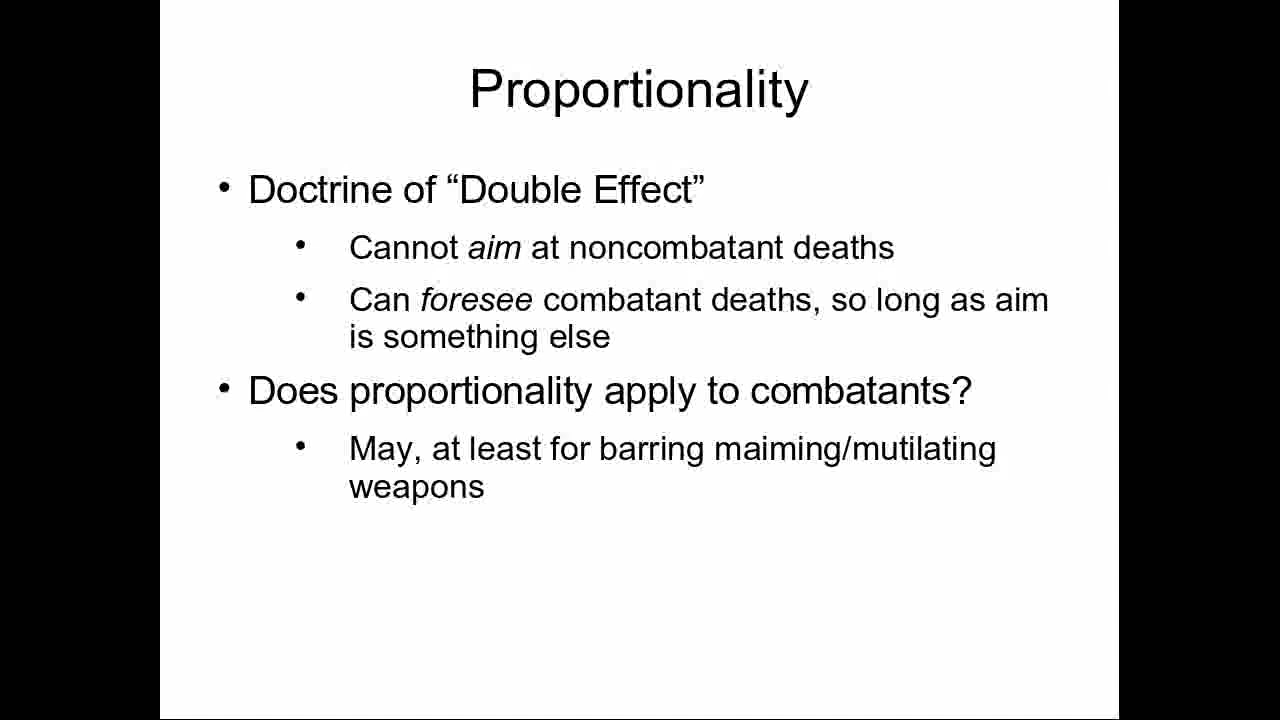 Proportionality
• Doctrine of “Double Effect”
• Cannot aim at noncombatant deaths
• Can foresee combatant deaths, so long as aim
is something else
• Does proportionality apply to combatants?
• May, at least for barring maiming/mutilating
weapons